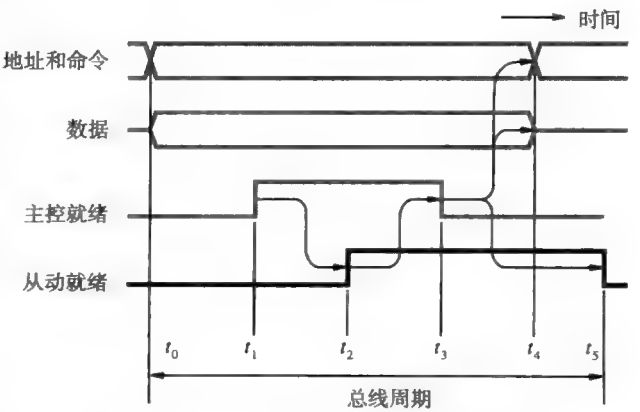 时间
地址和命令
数据
主控就绪
从动就绪
t₀ t₁ t₂ t₃ t₄ t₅
总线周期